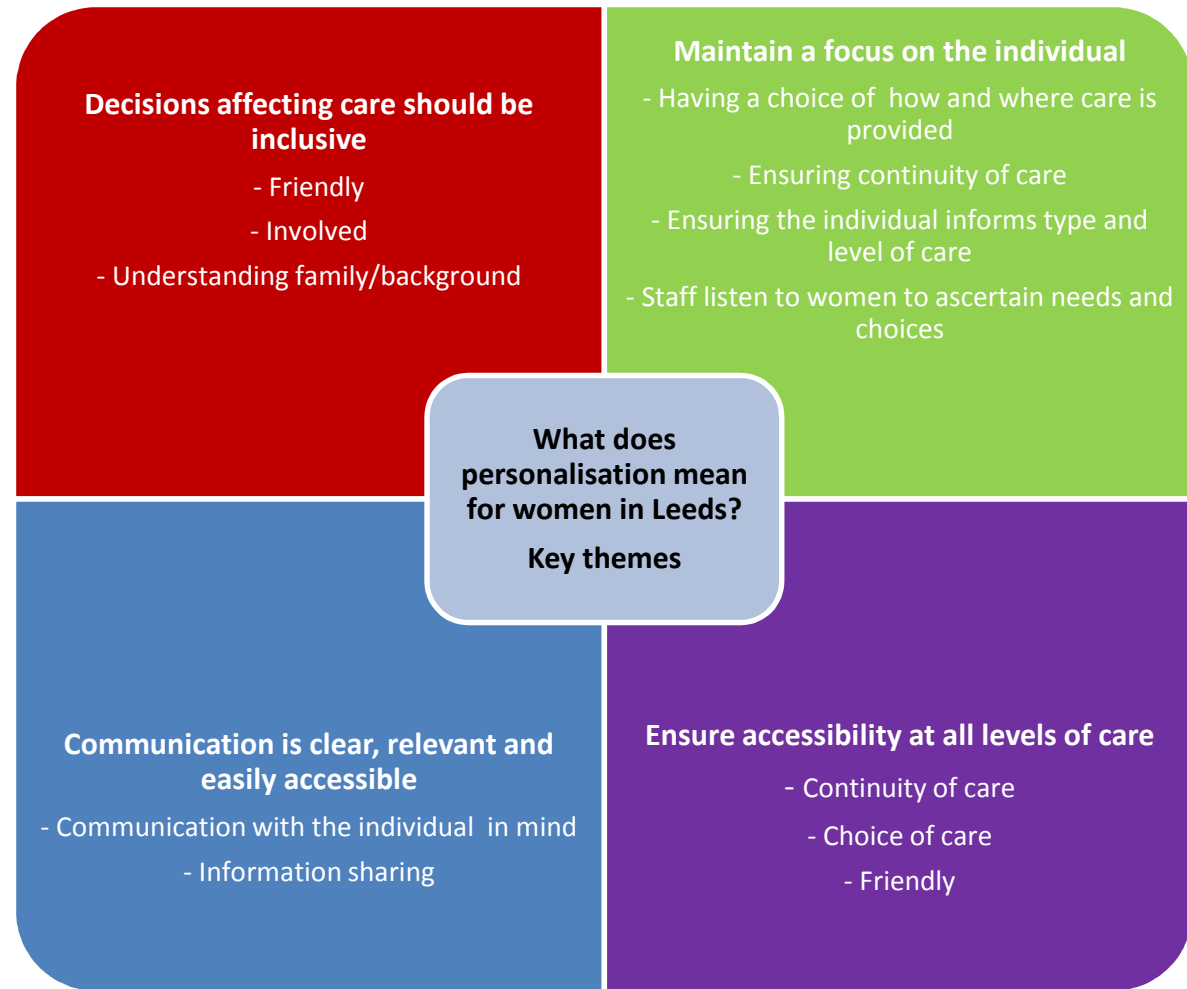 Decisions affecting care should be
inclusive
- Friendly
- Involved
- Understanding family/background
Maintain a focus on the individual
- Having a choice of  how and where care is
provided
- Ensuring continuity of care
- Ensuring the individual informs type and
level of care
- Staff listen to women to ascertain needs and
choices
What does
personalisation mean
for women in Leeds?
Key themes
Communication is clear, relevant and
easily accessible
- Communication with the individual  in mind
- Information sharing
Ensure accessibility at all levels of care
- Continuity of care
- Choice of care
- Friendly